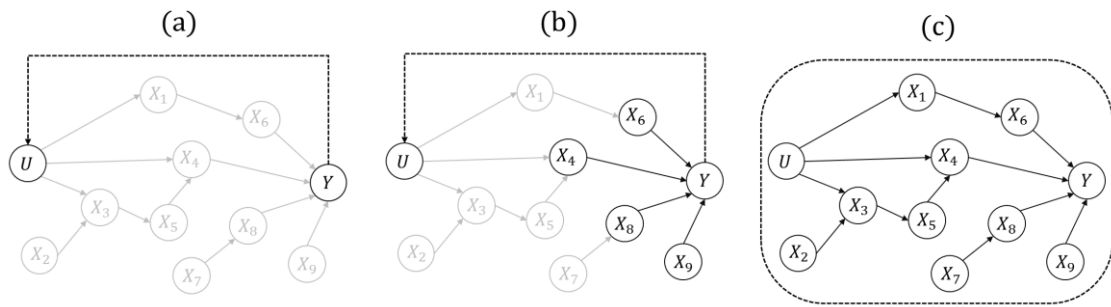 (a) (b) (c)
X₁ X₁ X₁
X₆ X₆ X₆
U X₄ U X₄ U X₄
Y Y Y
X₃ X₃ X₃
X₅ X₈ X₅ X₈ X₅ X₈
X₂ X₂ X₂
X₇ X₉ X₇ X₉ X₇ X₉